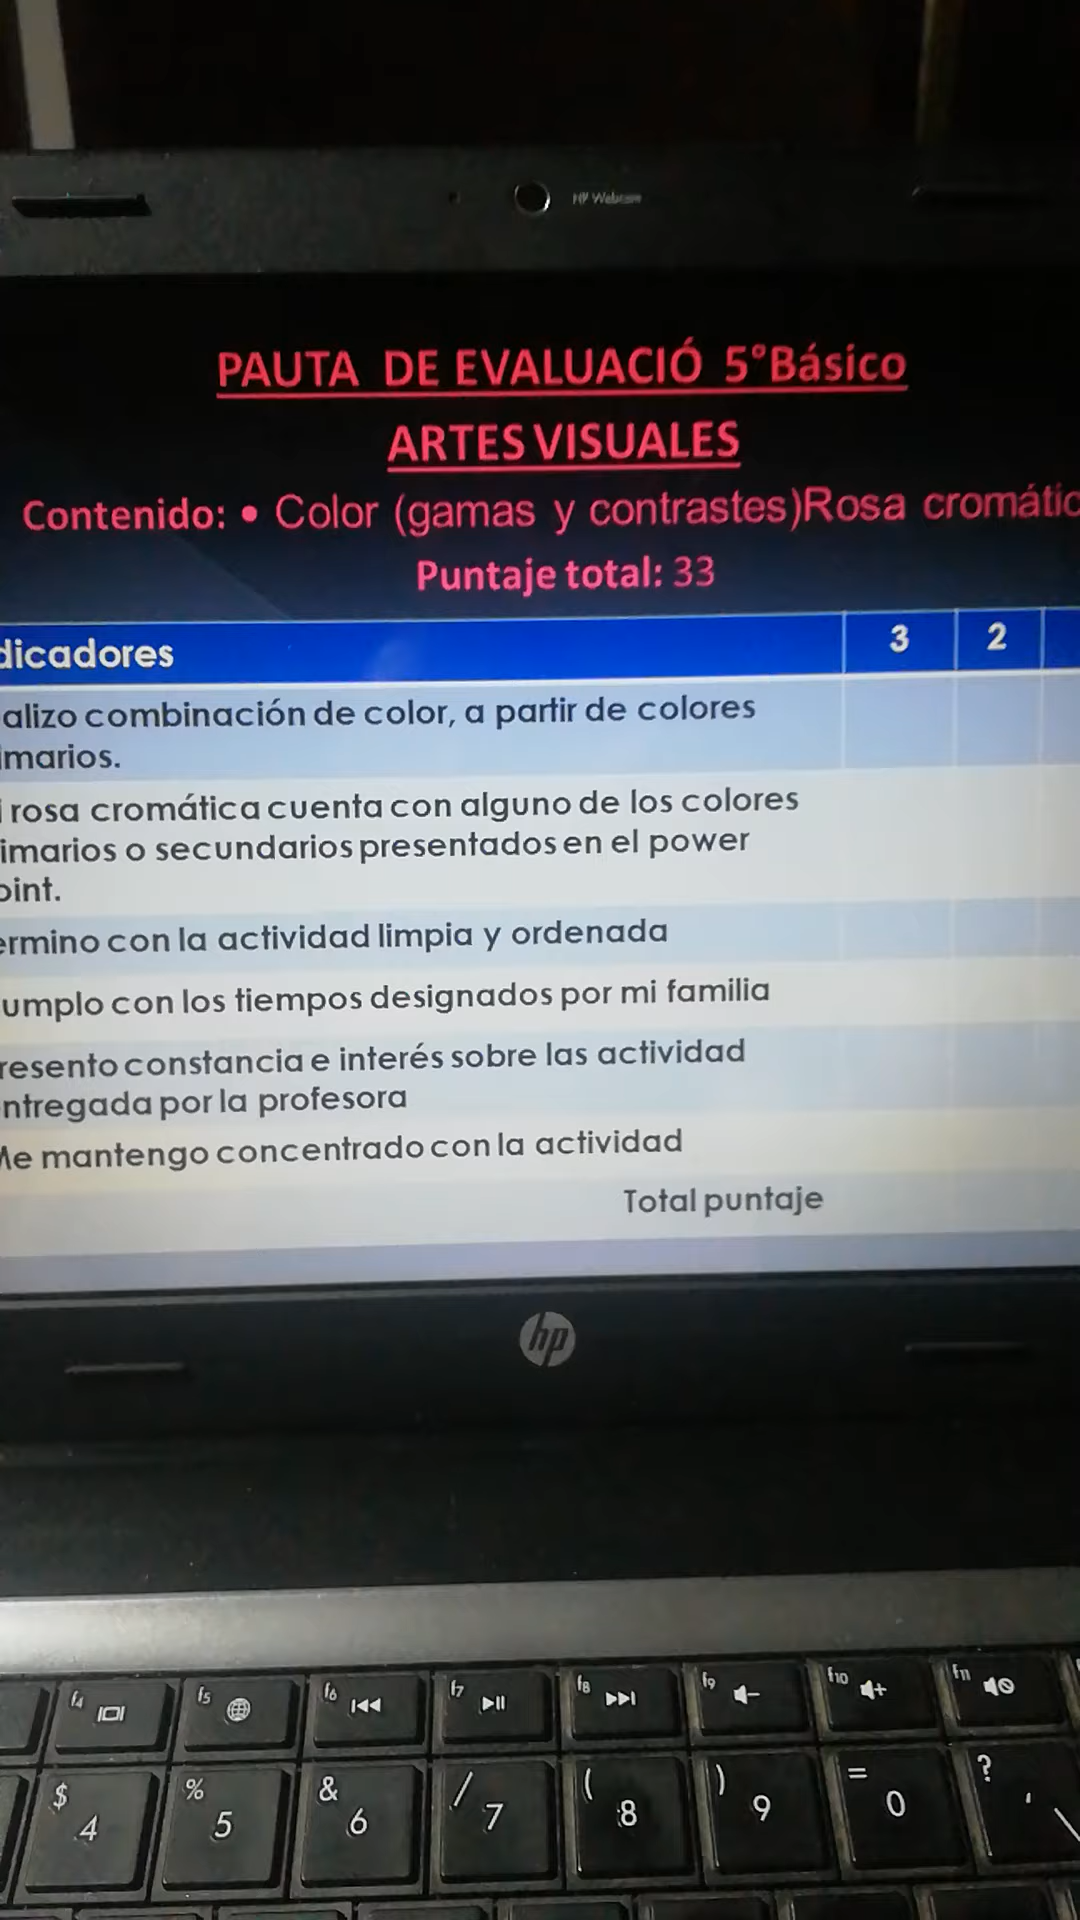 HP Webcam
PAUTA DE EVALUACIÓ 5°Básico
ARTES VISUALES
Contenido: • Color (gamas y contrastes)Rosa cromátic
Puntaje total: 33
dicadores 3 2
alizo combinación de color, a partir de colores
imarios.
rosa cromática cuenta con alguno de los colores
imarios o secundarios presentados en el power
oint.
ermino con la actividad limpia y ordenada
umplo con los tiempos designados por mi familia
resento constancia e interés sobre las actividad
ntregada por la profesora
Me mantengo concentrado con la actividad
Total puntaje
hp
f4 f5 f6 f7 f8 f9 f10 f11
$ 4 % 5 & 6 / 7 ( 8 ) 9 = 0 ? '